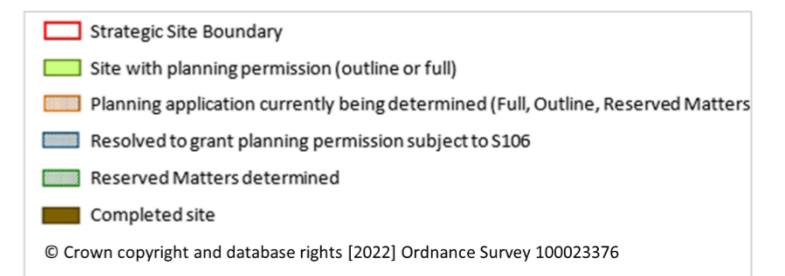 Strategic Site Boundary
Site with planning permission (outline or full)
Planning application currently being determined (Full, Outline, Reserved Matters
Resolved to grant planning permission subject to S106
Reserved Matters determined
Completed site
© Crown copyright and database rights [2022] Ordnance Survey 100023376